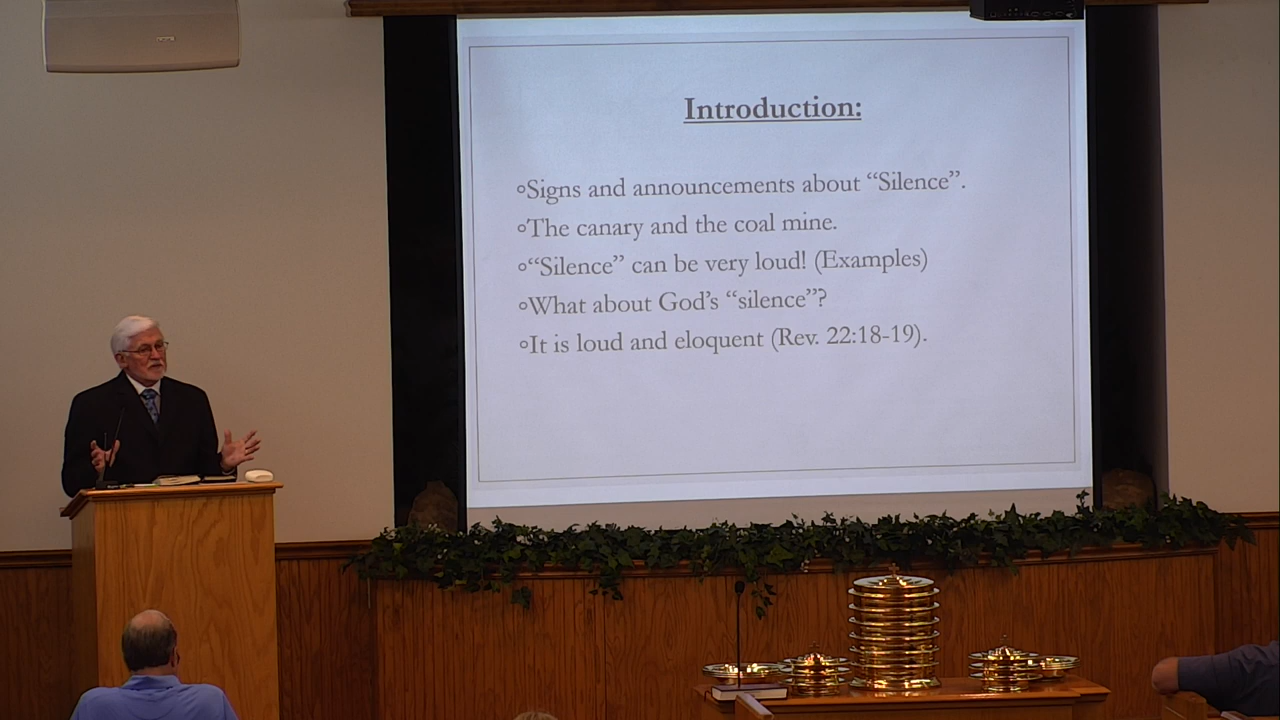 Introduction:
°Signs and announcements about “Silence”.
°The canary and the coal mine.
°“Silence” can be very loud! (Examples)
°What about God’s “silence”?
°It is loud and eloquent (Rev. 22:18-19).